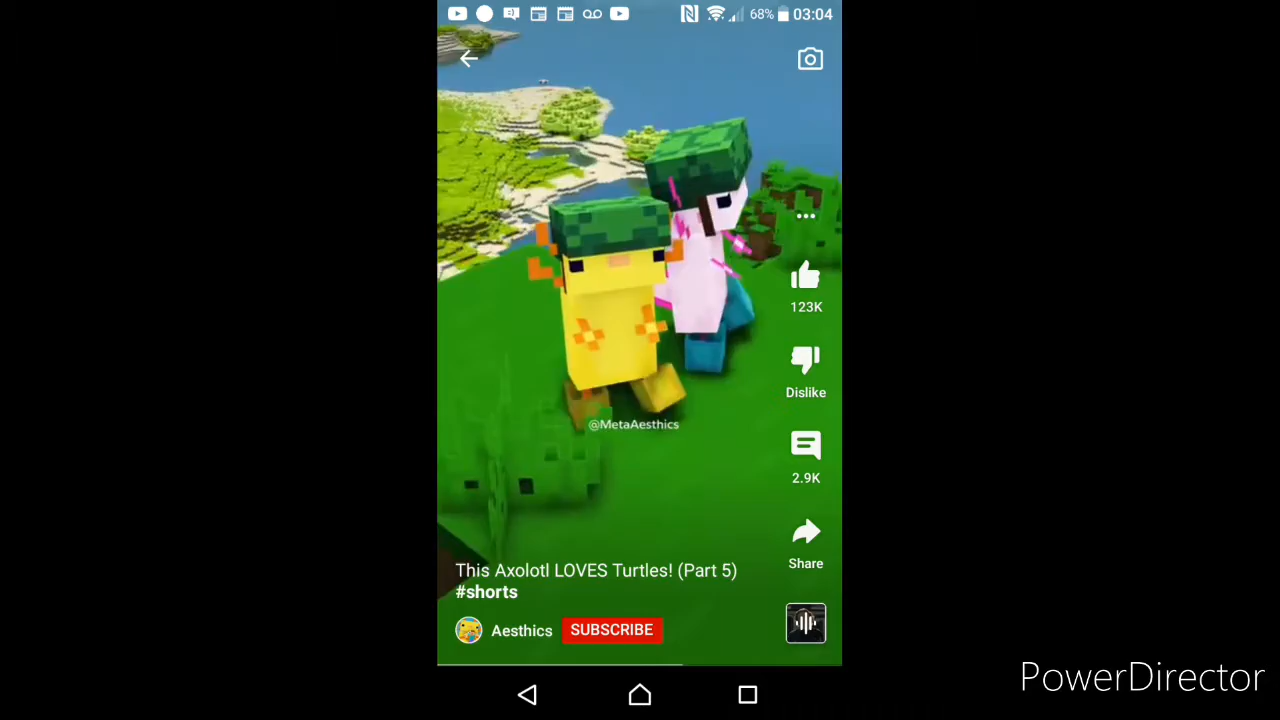 68% 03:04
123K
Dislike
@MetaAesthics
2.9K
Share
This Axolotl LOVES Turtles! (Part 5)
#shorts
Aesthics SUBSCRIBE
PowerDirector